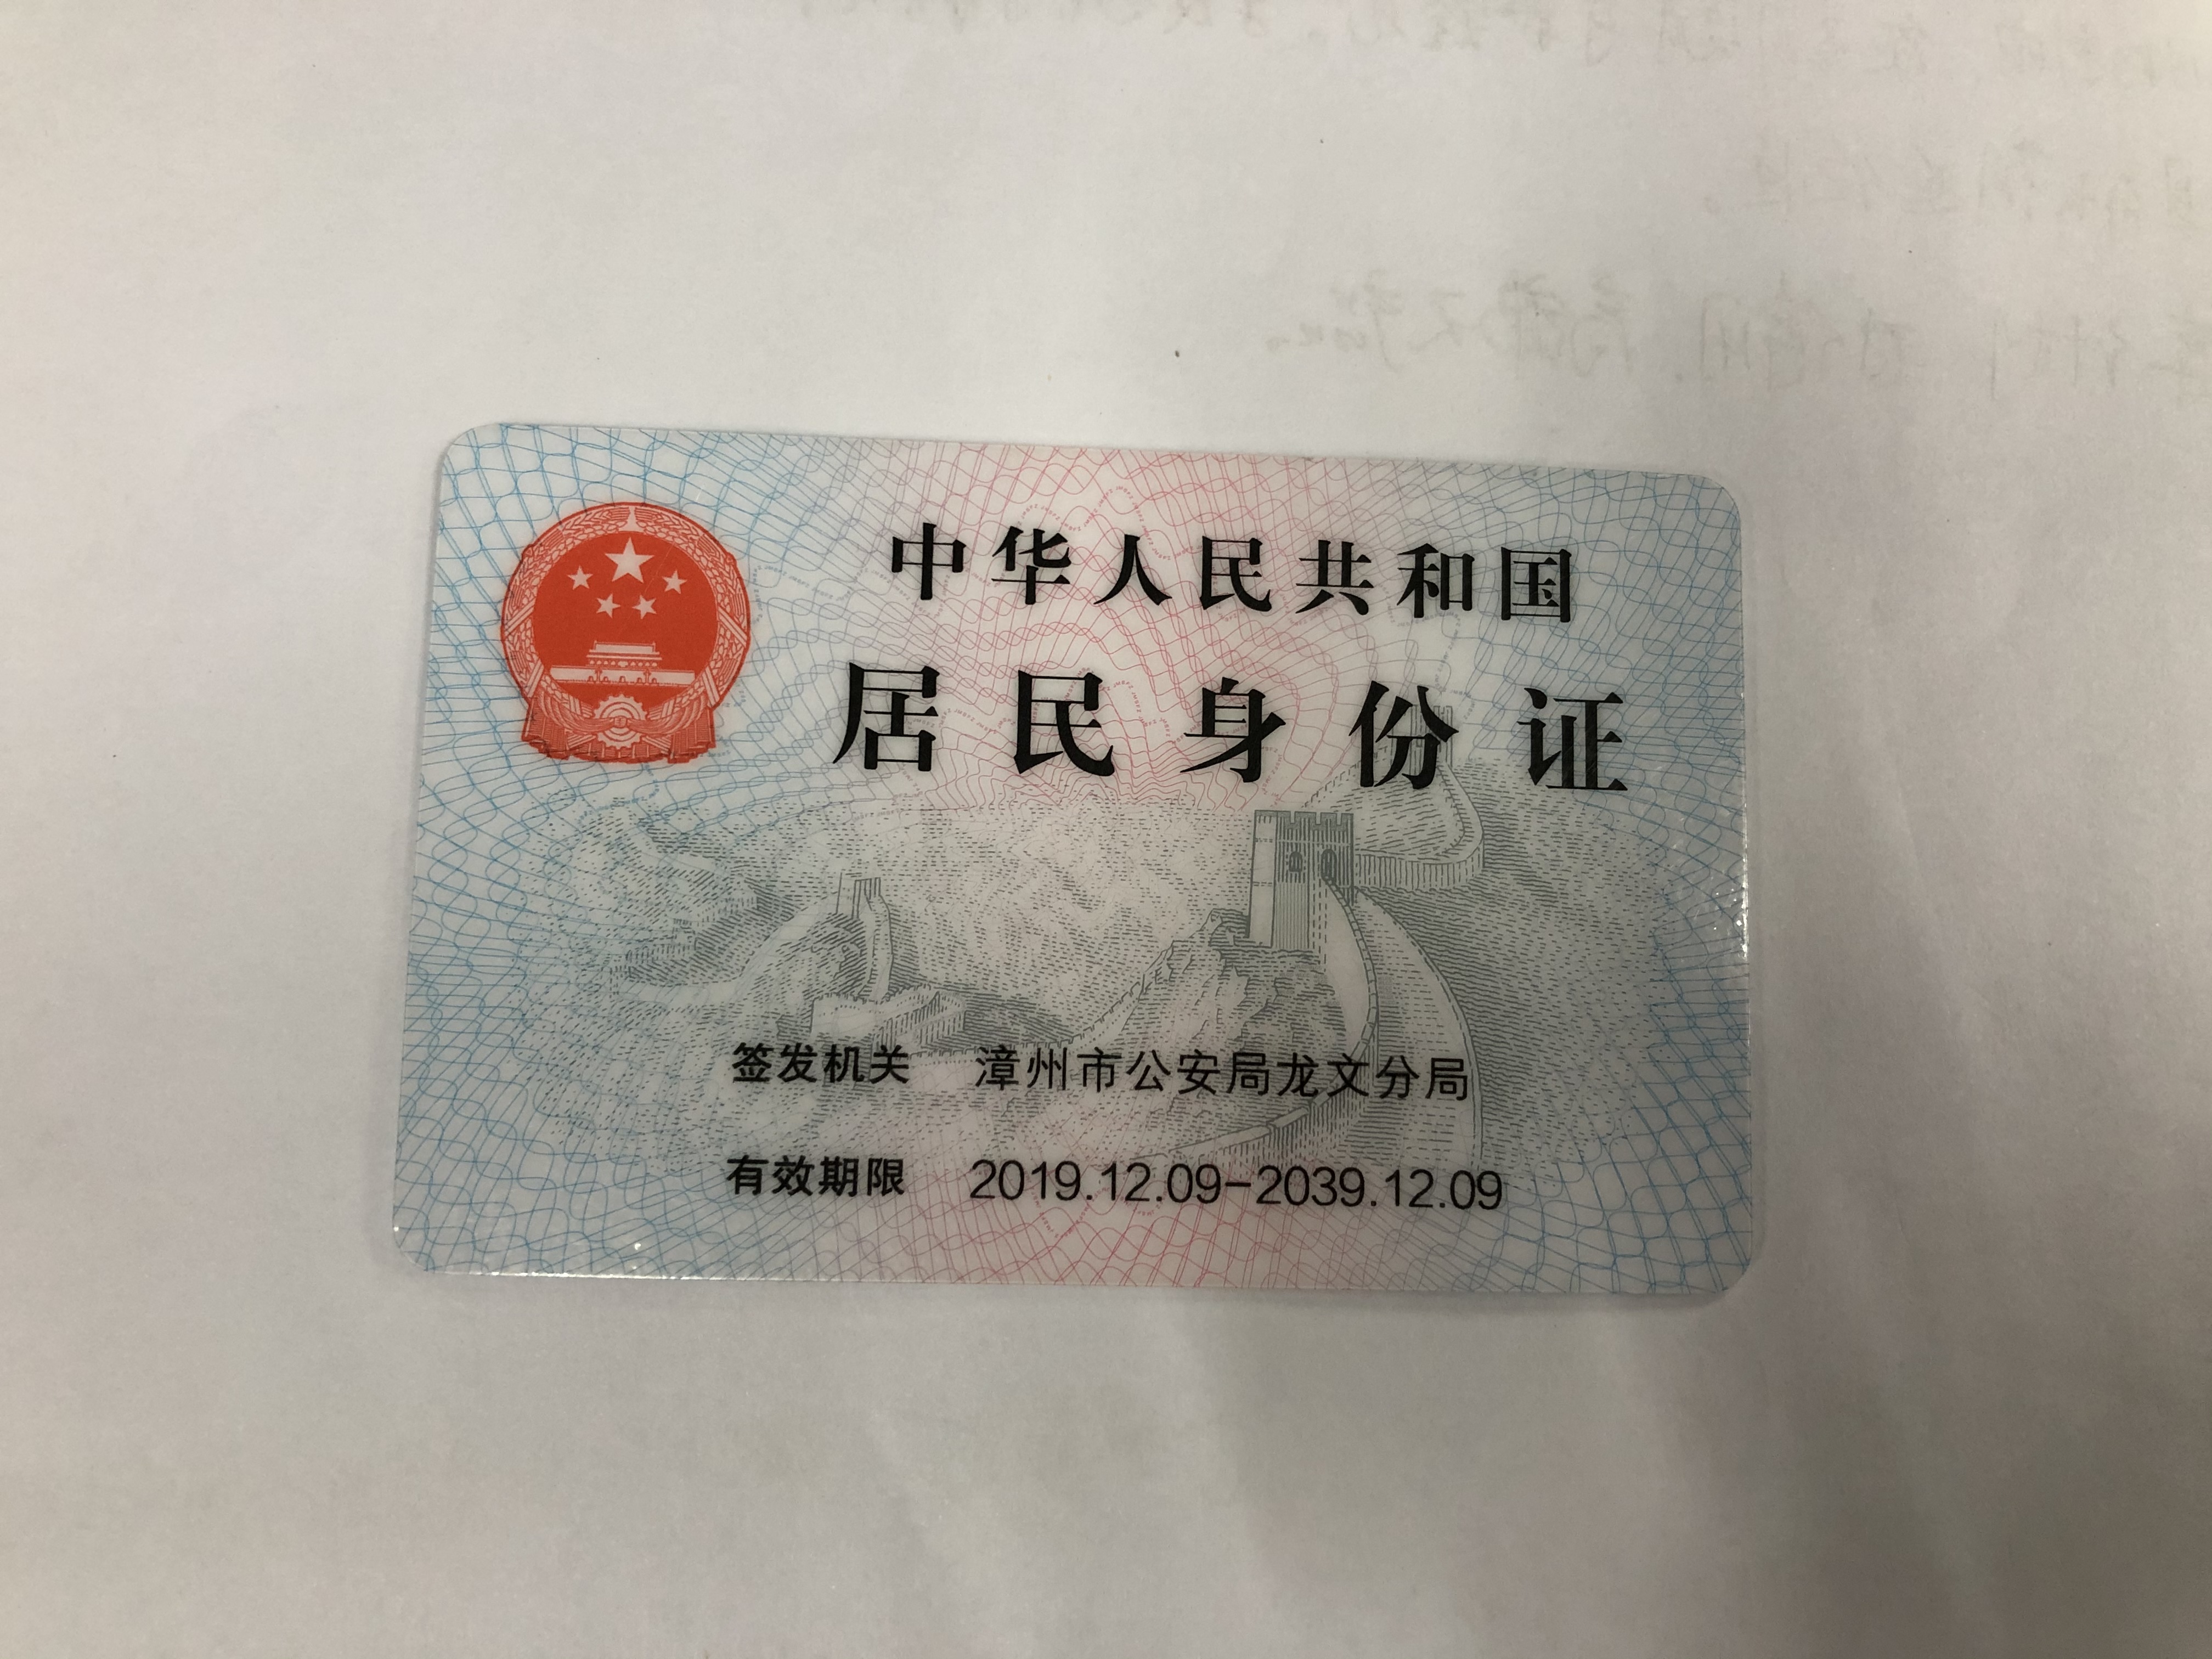 中华人民共和国
居民身份证
签发机关 漳州市公安局龙文分局
有效期限 2019.12.09-2039.12.09